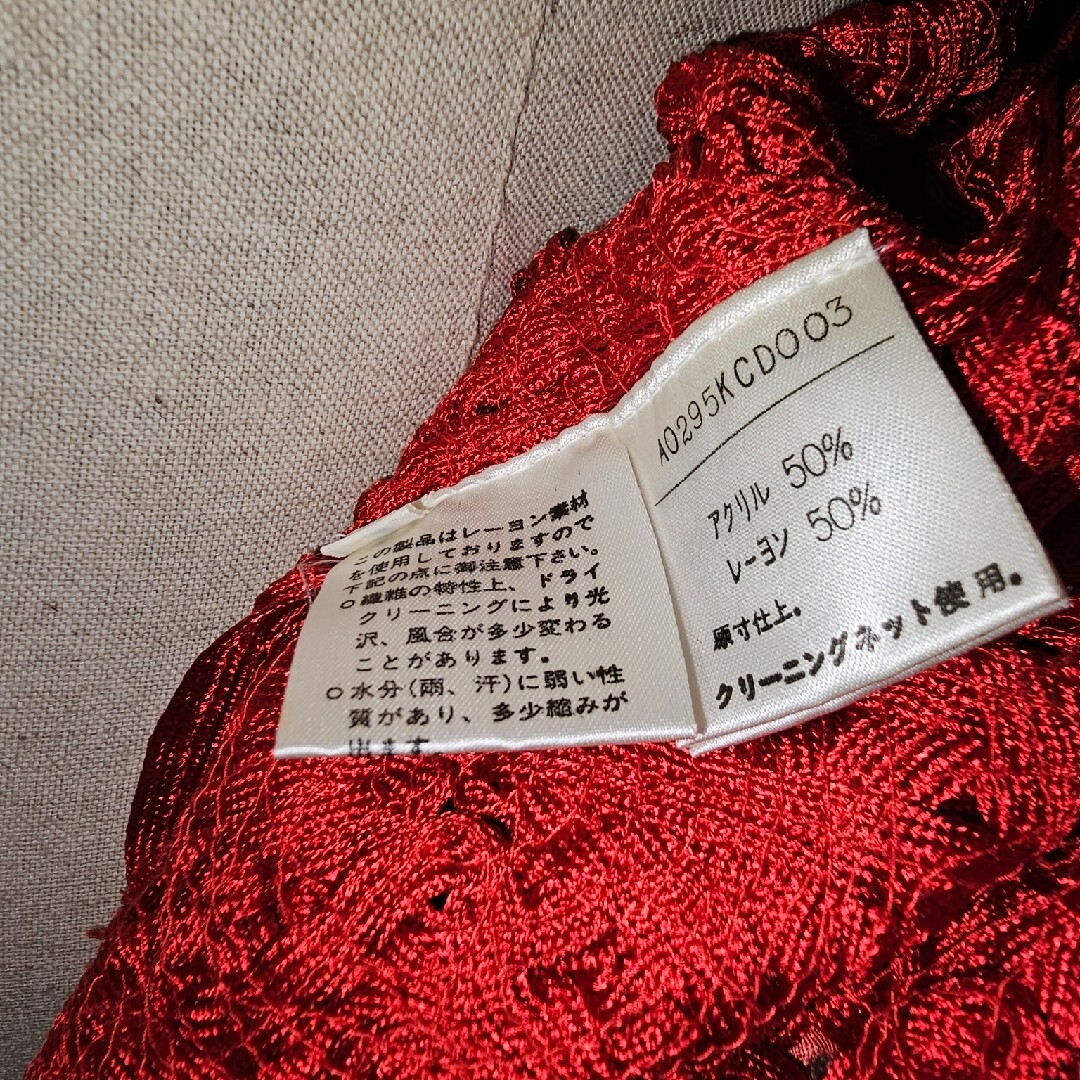 この製品はレーヨン素材
を使用しておりますので
下記の点に御注意下さい。
○繊維の特性上、ドライ
クリーニングにより光
沢、風合が多少変わる
ことがあります。
○水分(雨、汗)に弱い性
質があり、多少縮みが
出ます。
A0295KCD003
アクリル 50%
レーヨン 50%
原寸仕上。
クリーニングネット使用。